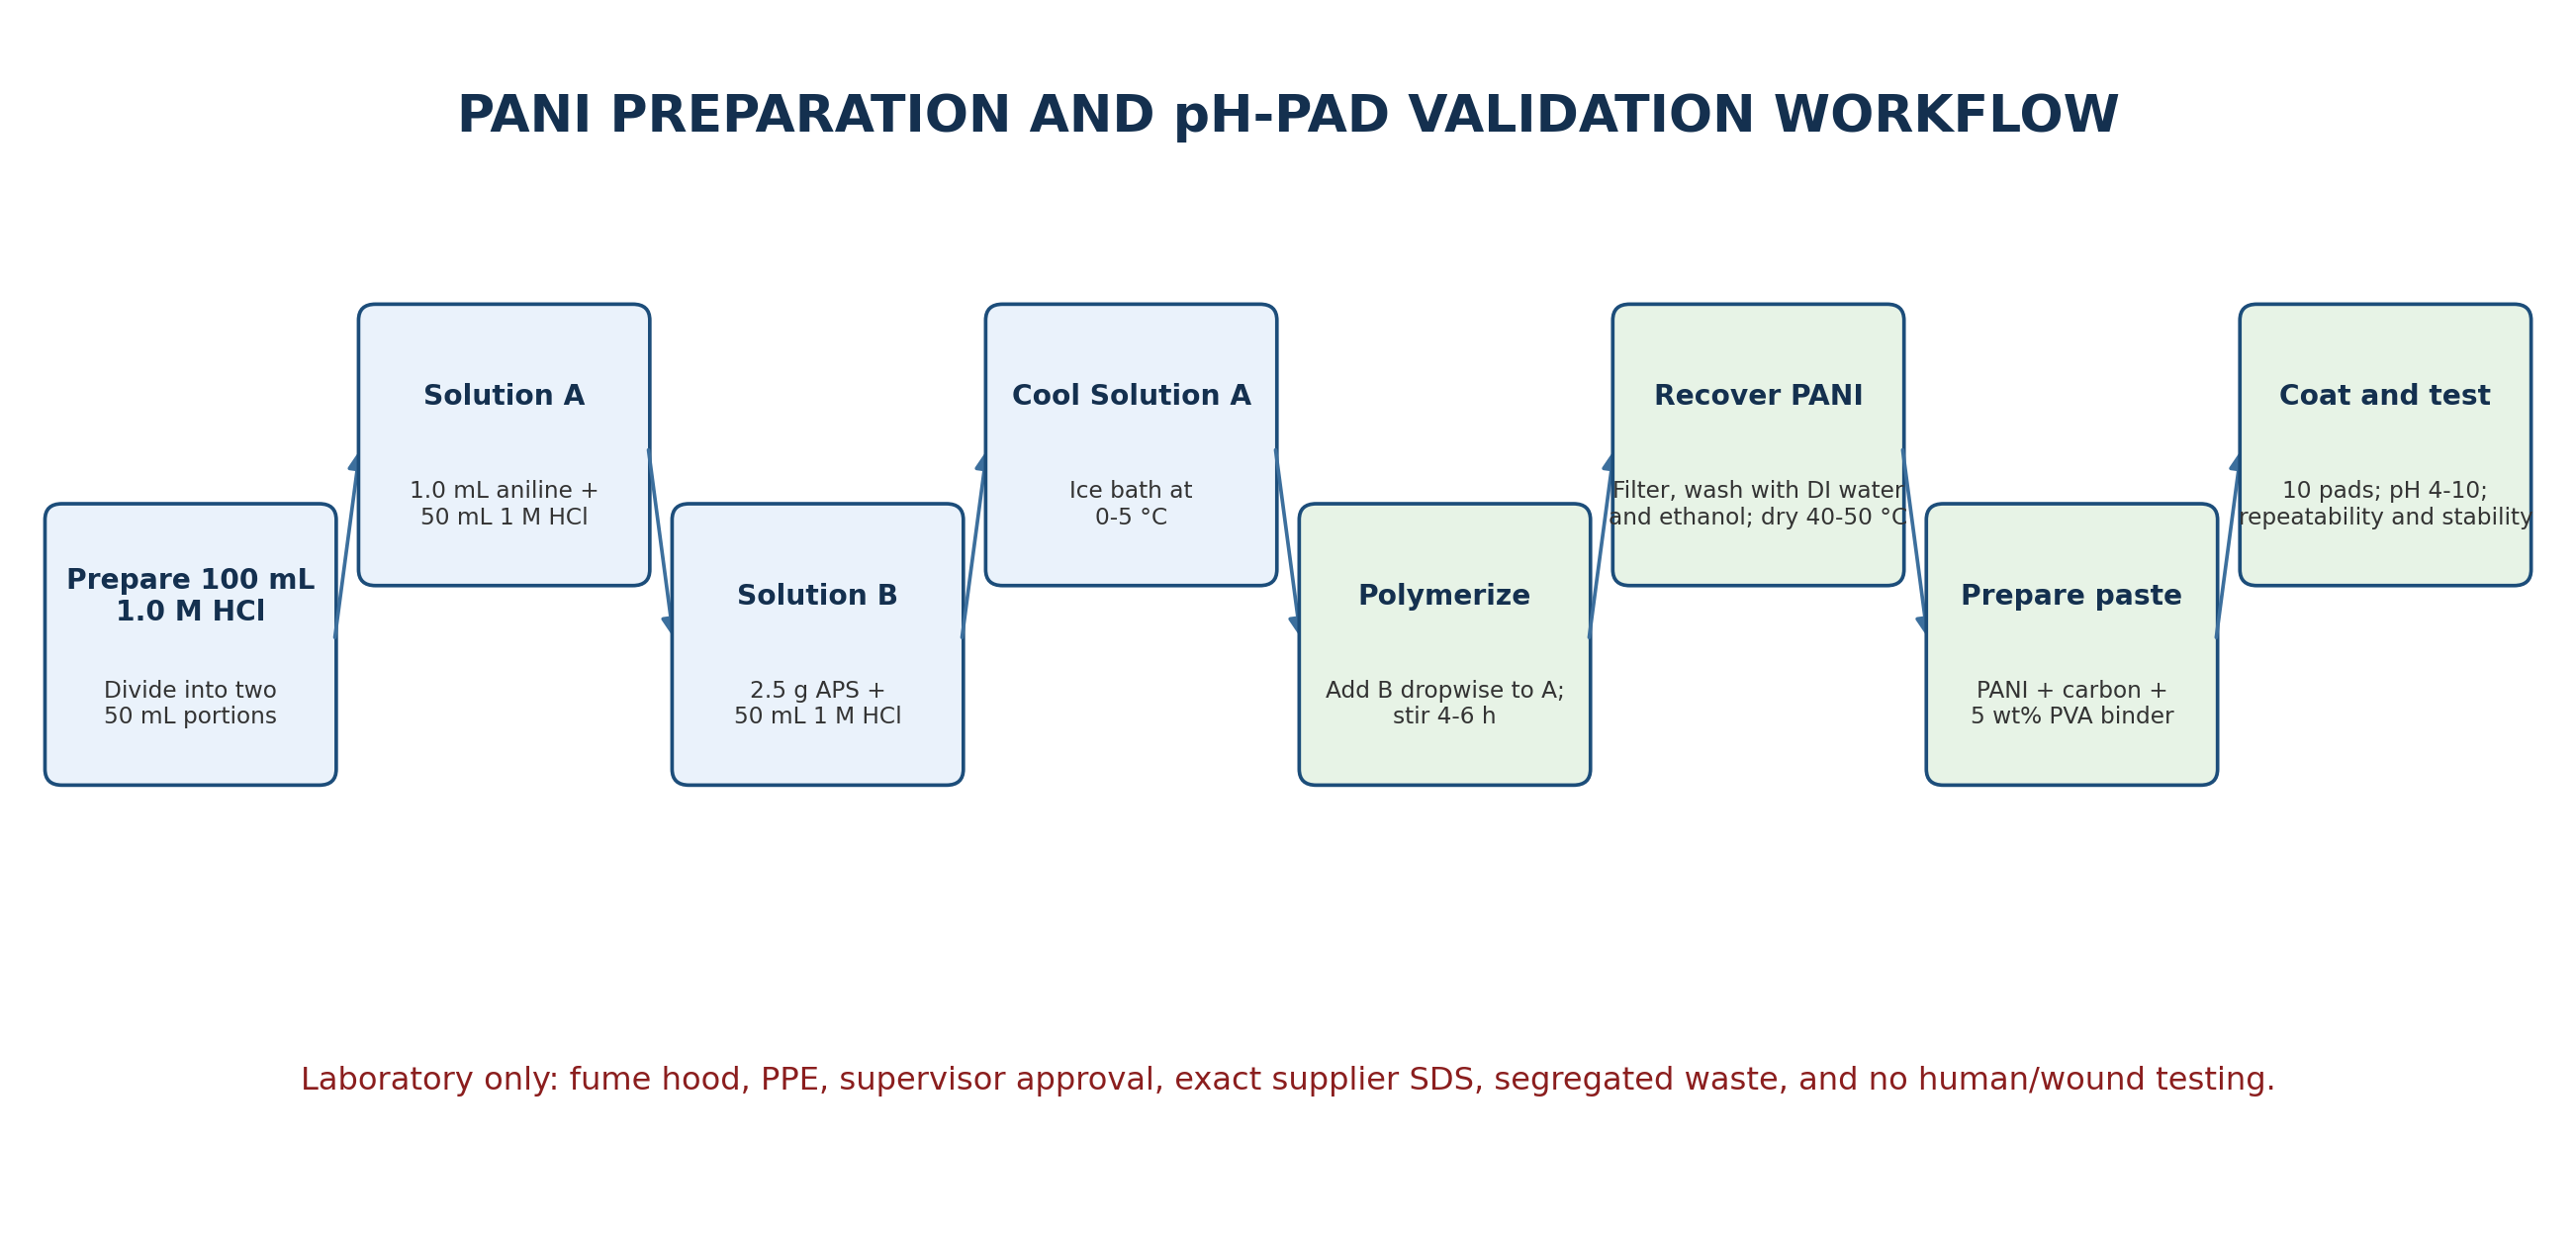 PANI PREPARATION AND pH-PAD VALIDATION WORKFLOW
Prepare 100 mL
1.0 M HCl
Divide into two
50 mL portions
Solution A
1.0 mL aniline +
50 mL 1 M HCl
Solution B
2.5 g APS +
50 mL 1 M HCl
Cool Solution A
Ice bath at
0-5 °C
Polymerize
Add B dropwise to A;
stir 4-6 h
Recover PANI
Filter, wash with DI water
and ethanol; dry 40-50 °C
Prepare paste
PANI + carbon +
5 wt% PVA binder
Coat and test
10 pads; pH 4-10;
repeatability and stability
Laboratory only: fume hood, PPE, supervisor approval, exact supplier SDS, segregated waste, and no human/wound testing.